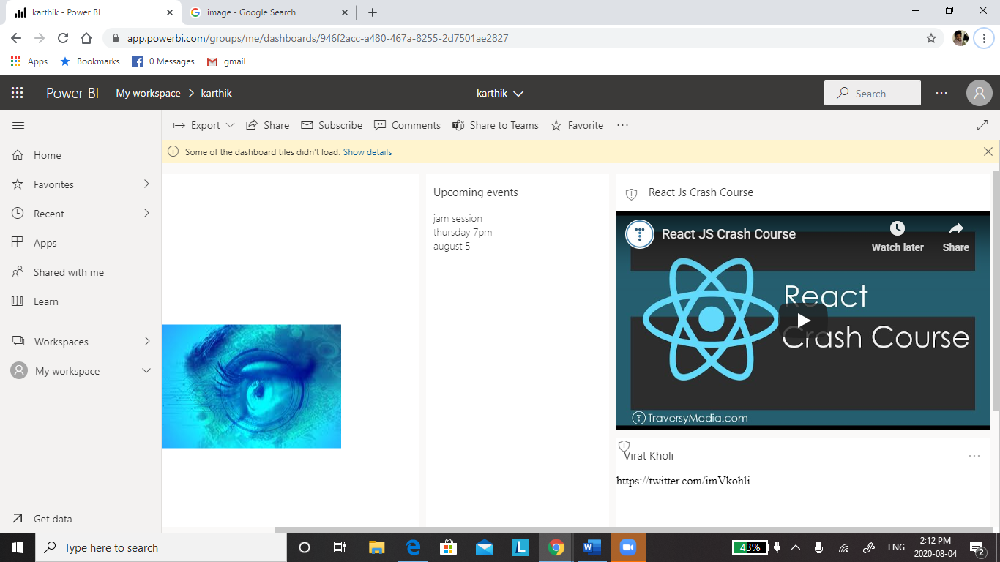 karthik - Power BI
image - Google Search
app.powerbi.com/groups/me/dashboards/946f2acc-a480-467a-8255-2d7501ae2827
Apps Bookmarks 0 Messages gmail
Power BI My workspace karthik karthik Search
Export Share Subscribe Comments Share to Teams Favorite
Some of the dashboard tiles didn't load. Show details
Home
Favorites
Recent
Apps
Shared with me
Learn
Workspaces
My workspace
Get data
Upcoming events
jam session
thursday 7pm
august 5
React Js Crash Course
React JS Crash Course
Watch later Share
React
Crash Course
TraversyMedia.com
Virat Kholi
https://twitter.com/imVkohli
Type here to search
L
43%
ENG
2:12 PM
2020-08-04
2